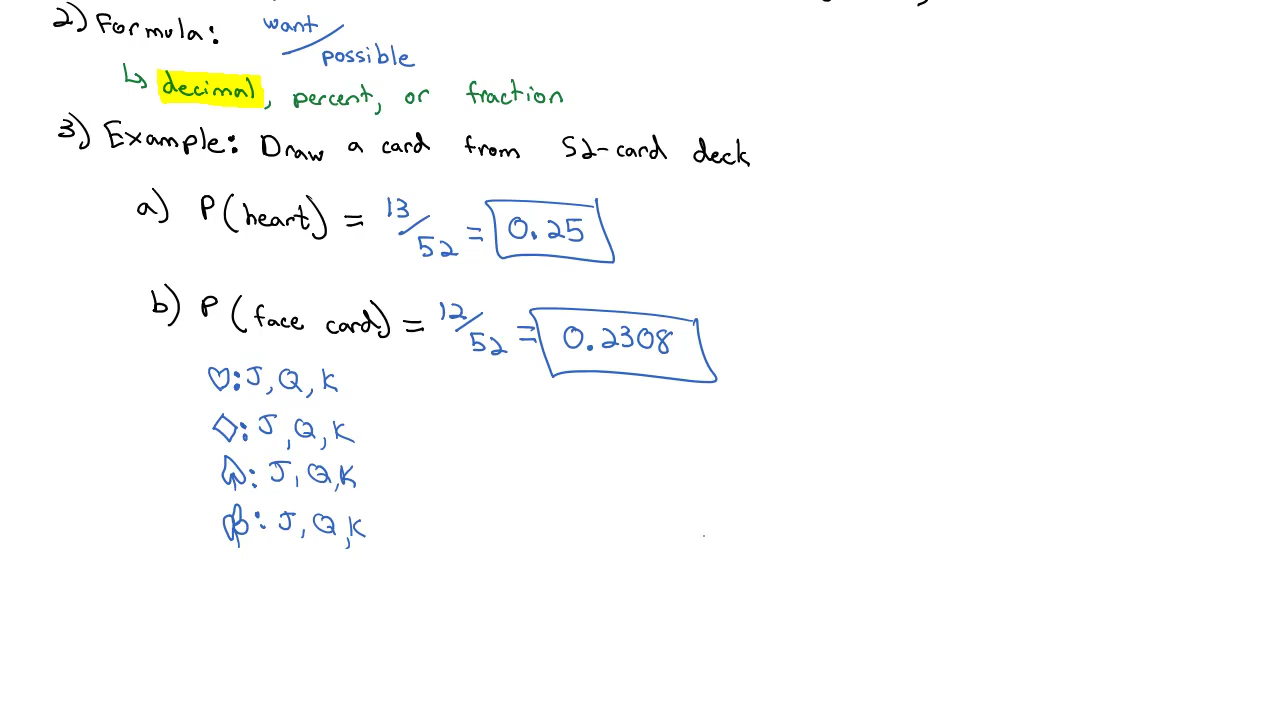 2) Formula: want/possible
↳ decimal, percent, or fraction
3) Example: Draw a card from 52-card deck
a) P(heart) = 13/52 = 0.25
b) P(face card) = 12/52 = 0.2308
♡: J, Q, K
◇: J, Q, K
♤: J, Q, K
♧: J, Q, K